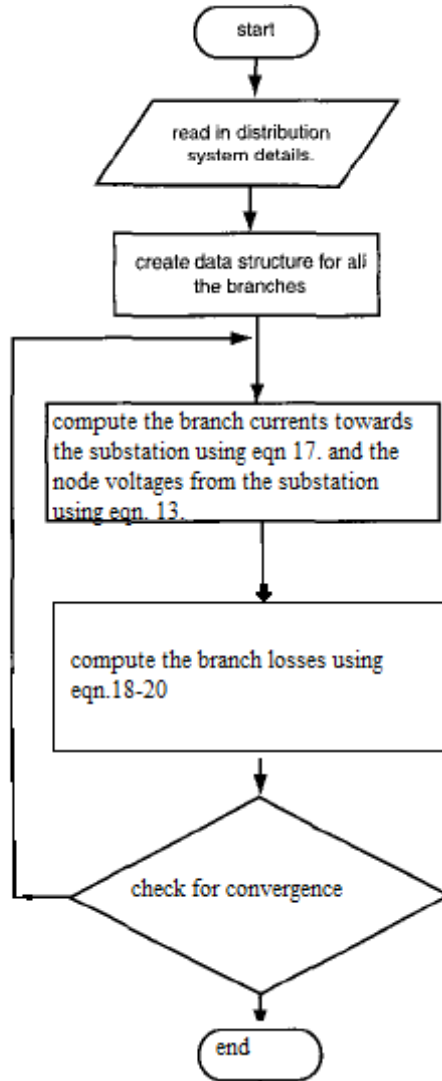 start
read in distribution
system details.
create data structure for all
the branches
compute the branch currents towards
the substation using eqn 17. and the
node voltages from the substation
using eqn. 13.
compute the branch losses using
eqn.18-20
check for convergence
end